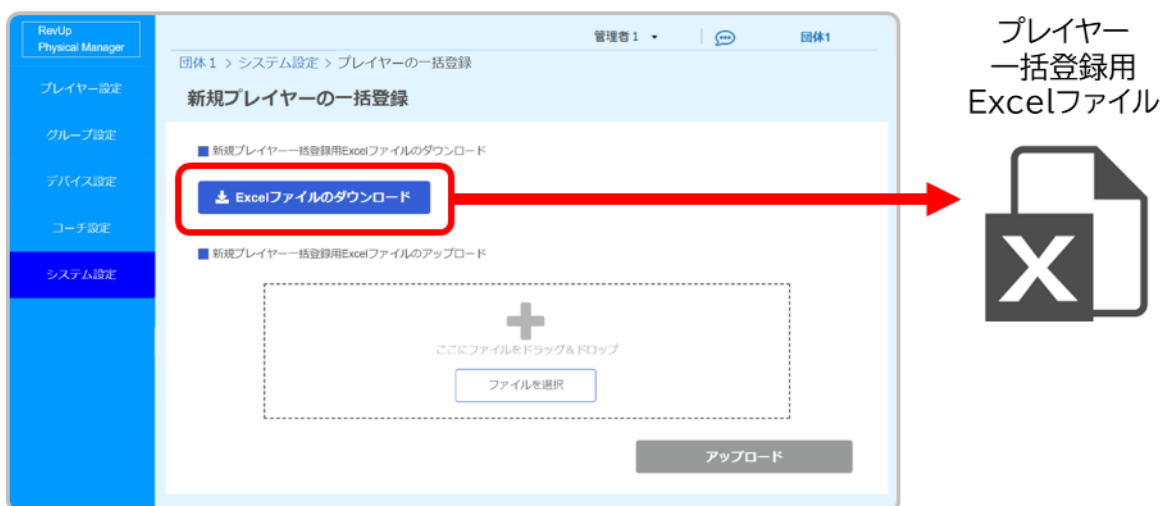 RevUp
Physical Manager
管理者1
団体1
団体1 > システム設定 > プレイヤーの一括登録
新規プレイヤーの一括登録
プレイヤー設定
グループ設定
デバイス設定
コーチ設定
システム設定
新規プレイヤー一括登録用Excelファイルのダウンロード
Excelファイルのダウンロード
新規プレイヤー一括登録用Excelファイルのアップロード
ここにファイルをドラッグ&ドロップ
ファイルを選択
アップロード
プレイヤー
一括登録用
Excelファイル
X